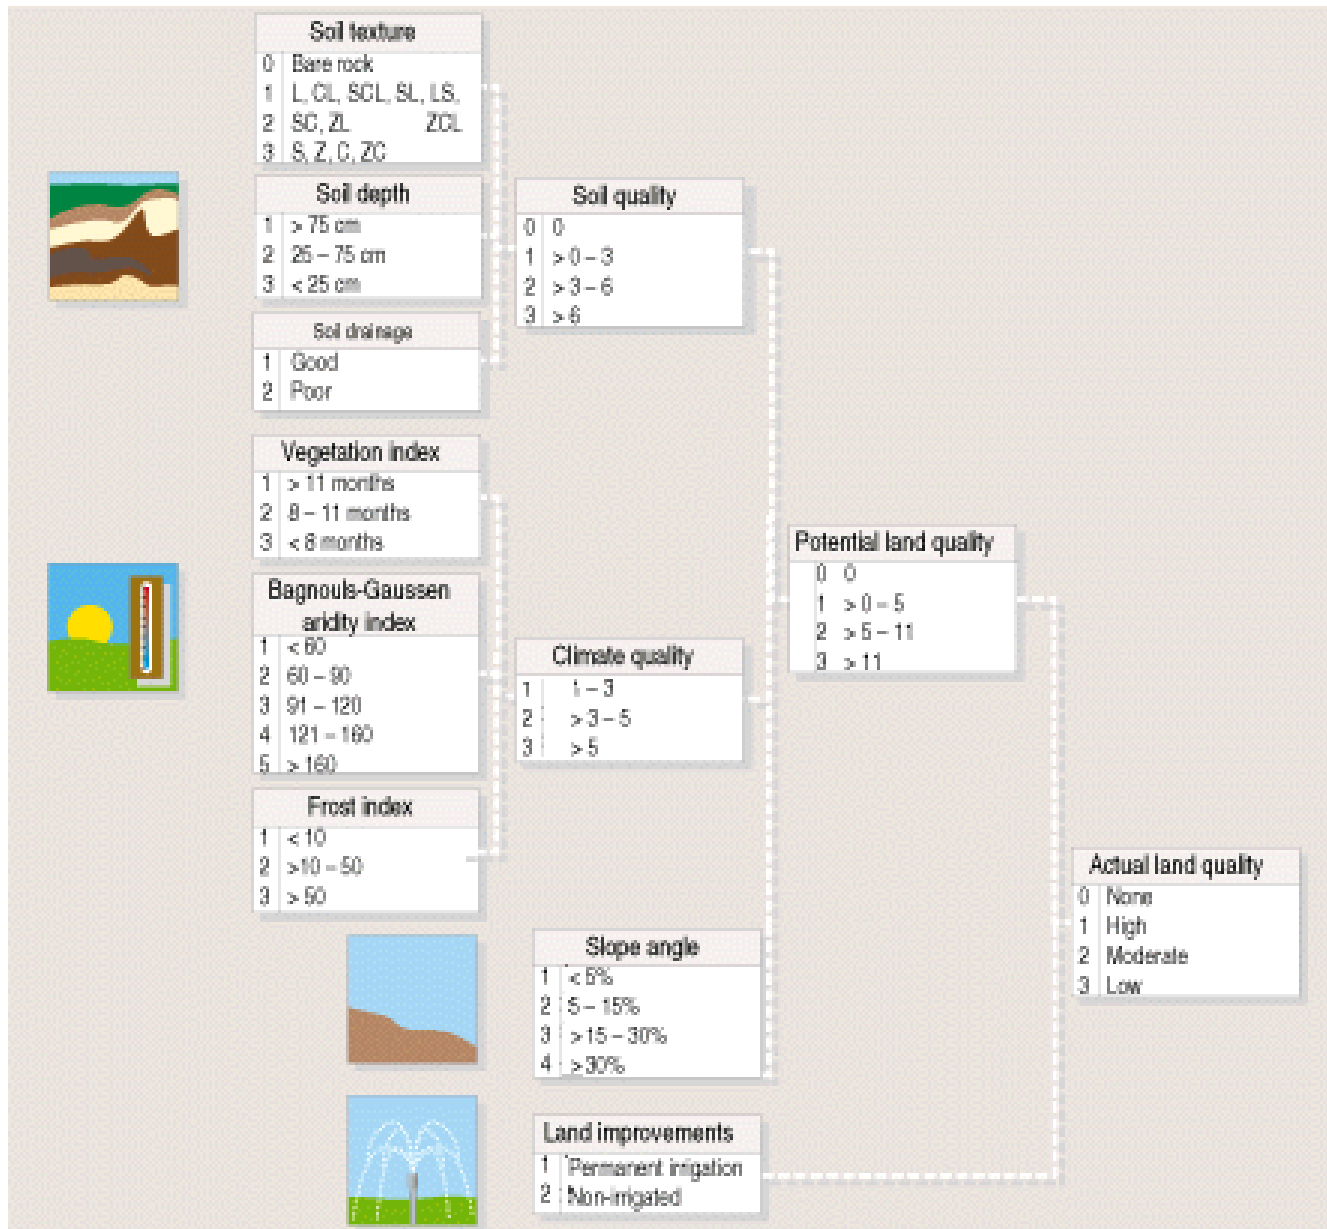 Soil texture
0 Bare rock
1 L, CL, SCL, SL, LS,
2 SC, ZL ZCL
3 S, Z, C, ZC
Soil depth
1 > 75 cm
2 25 – 75 cm
3 < 25 cm
Soil drainage
1 Good
2 Poor
Soil quality
0 0
1 > 0 – 3
2 > 3 – 6
3 > 6
Vegetation index
1 > 11 months
2 8 – 11 months
3 < 8 months
Bagnouls-Gaussen
aridity index
1 < 60
2 60 – 90
3 91 – 120
4 121 – 160
5 > 160
Frost index
1 < 10
2 >10 – 50
3 > 50
Climate quality
1 1 – 3
2 > 3 – 5
3 > 5
Potential land quality
0 0
1 > 0 – 5
2 > 5 – 11
3 > 11
Slope angle
1 < 5%
2 5 – 15%
3 >15 – 30%
4 >30%
Land improvements
1 Permanent irrigation
2 Non-irrigated
Actual land quality
0 None
1 High
2 Moderate
3 Low